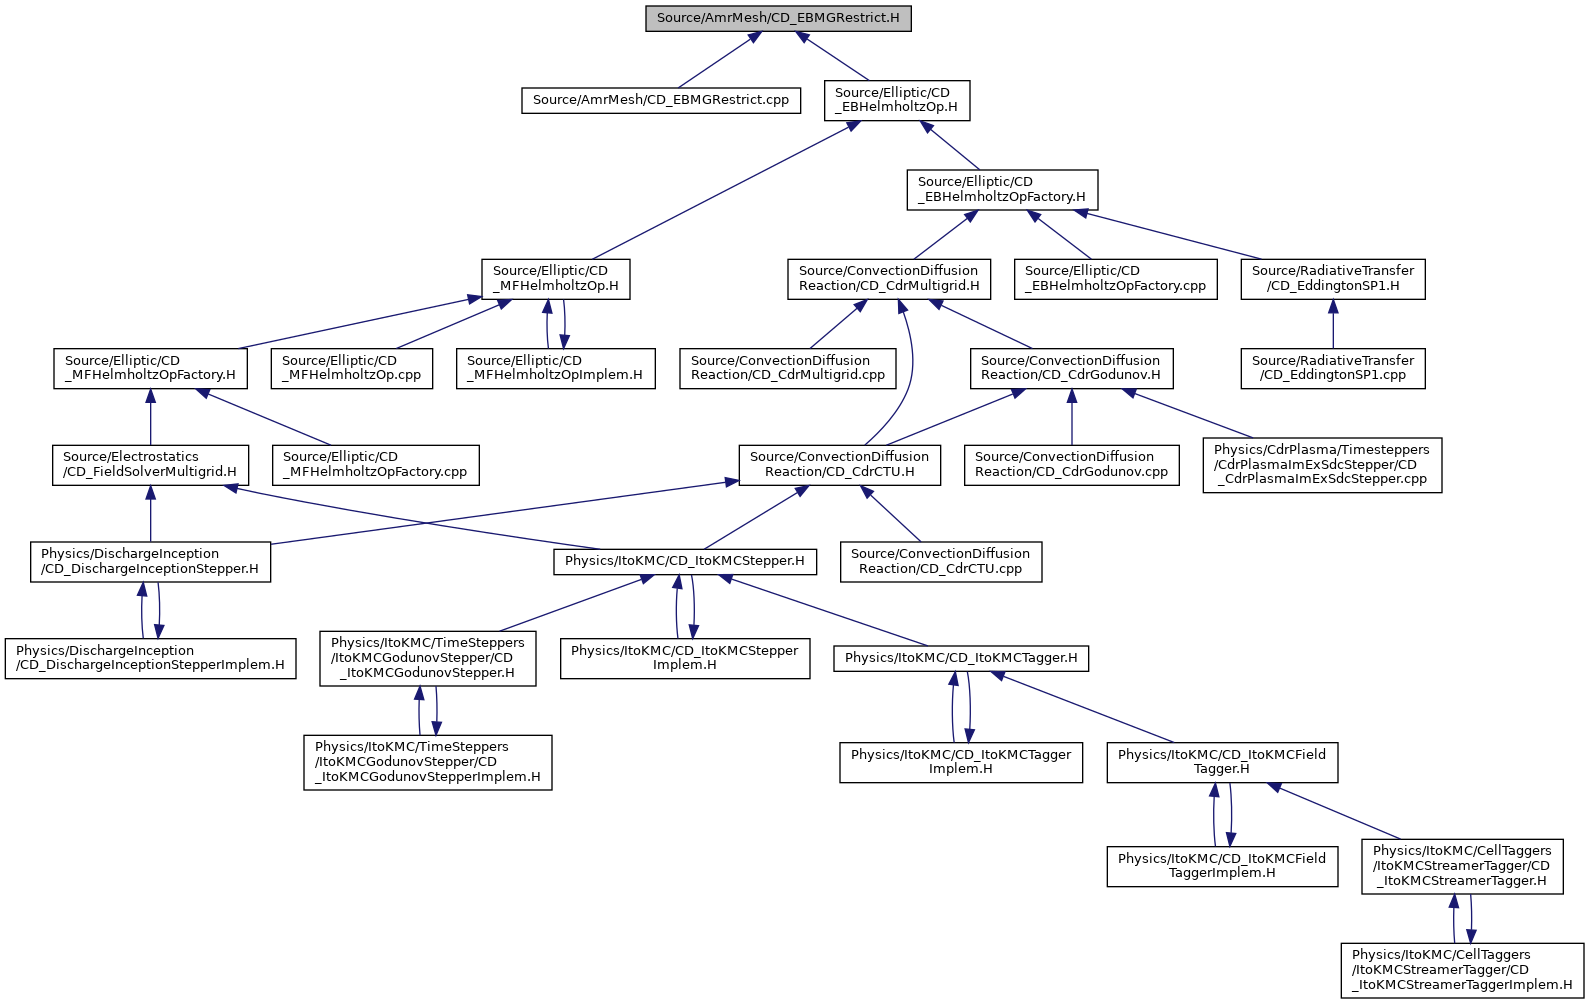 Source/AmrMesh/CD_EBMGRestrict.H
Source/AmrMesh/CD_EBMGRestrict.cpp
Source/Elliptic/CD
_EBHelmholtzOp.H
Source/Elliptic/CD
_EBHelmholtzOpFactory.H
Source/Elliptic/CD
_MFHelmholtzOp.H
Source/ConvectionDiffusion
Reaction/CD_CdrMultigrid.H
Source/Elliptic/CD
_EBHelmholtzOpFactory.cpp
Source/RadiativeTransfer
/CD_EddingtonSP1.H
Source/Elliptic/CD
_MFHelmholtzOpFactory.H
Source/Elliptic/CD
_MFHelmholtzOp.cpp
Source/Elliptic/CD
_MFHelmholtzOpImplem.H
Source/ConvectionDiffusion
Reaction/CD_CdrMultigrid.cpp
Source/ConvectionDiffusion
Reaction/CD_CdrGodunov.H
Source/RadiativeTransfer
/CD_EddingtonSP1.cpp
Source/Electrostatics
/CD_FieldSolverMultigrid.H
Source/Elliptic/CD
_MFHelmholtzOpFactory.cpp
Source/ConvectionDiffusion
Reaction/CD_CdrCTU.H
Source/ConvectionDiffusion
Reaction/CD_CdrGodunov.cpp
Physics/CdrPlasma/Timesteppers
/CdrPlasmaImExSdcStepper/CD
_CdrPlasmaImExSdcStepper.cpp
Physics/DischargeInception
/CD_DischargeInceptionStepper.H
Physics/ItoKMC/CD_ItoKMCStepper.H
Source/ConvectionDiffusion
Reaction/CD_CdrCTU.cpp
Physics/DischargeInception
/CD_DischargeInceptionStepperImplem.H
Physics/ItoKMC/TimeSteppers
/ItoKMCGodunovStepper/CD
_ItoKMCGodunovStepper.H
Physics/ItoKMC/CD_ItoKMCStepper
Implem.H
Physics/ItoKMC/CD_ItoKMCTagger.H
Physics/ItoKMC/TimeSteppers
/ItoKMCGodunovStepper/CD
_ItoKMCGodunovStepperImplem.H
Physics/ItoKMC/CD_ItoKMCTagger
Implem.H
Physics/ItoKMC/CD_ItoKMCField
Tagger.H
Physics/ItoKMC/CD_ItoKMCField
TaggerImplem.H
Physics/ItoKMC/CellTaggers
/ItoKMCStreamerTagger/CD
_ItoKMCStreamerTagger.H
Physics/ItoKMC/CellTaggers
/ItoKMCStreamerTagger/CD
_ItoKMCStreamerTaggerImplem.H